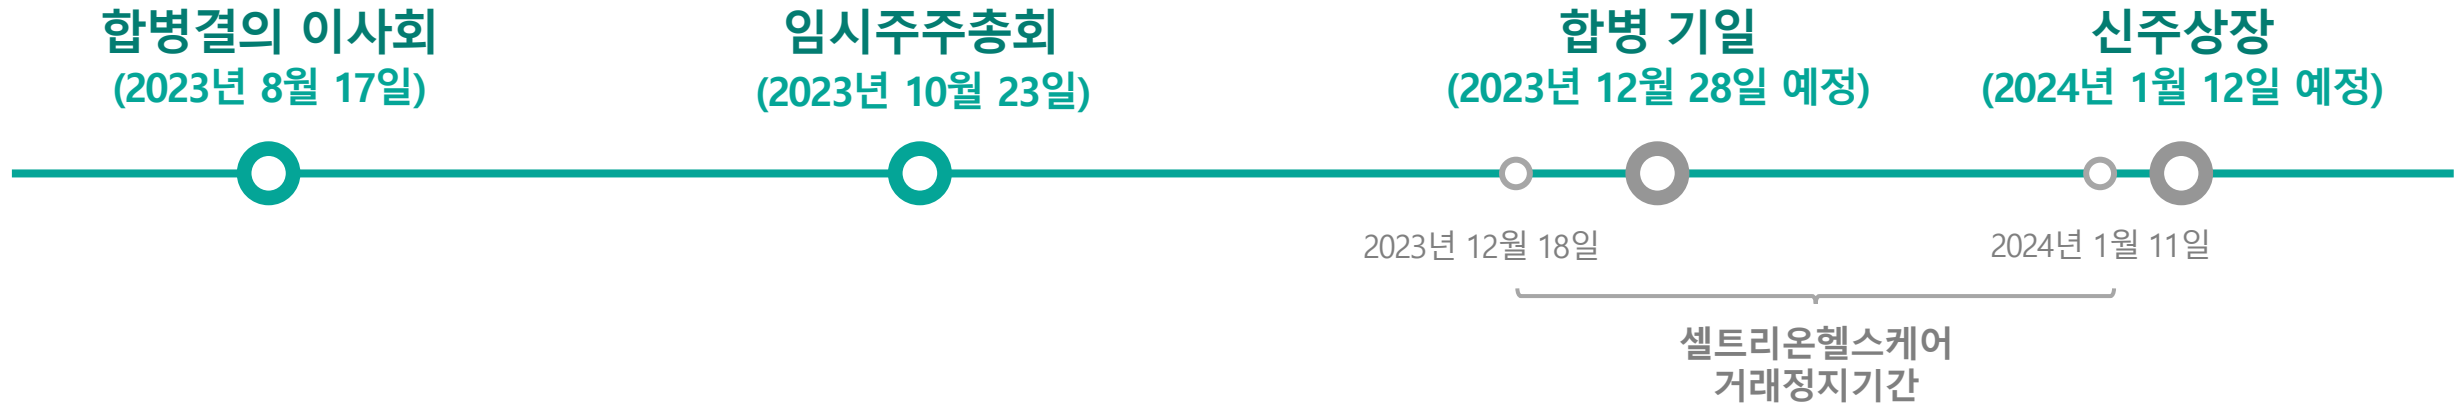 합병결의 이사회
(2023년 8월 17일)
임시주주총회
(2023년 10월 23일)
합병 기일
(2023년 12월 28일 예정)
신주상장
(2024년 1월 12일 예정)
2023년 12월 18일
2024년 1월 11일
셀트리온헬스케어
거래정지기간